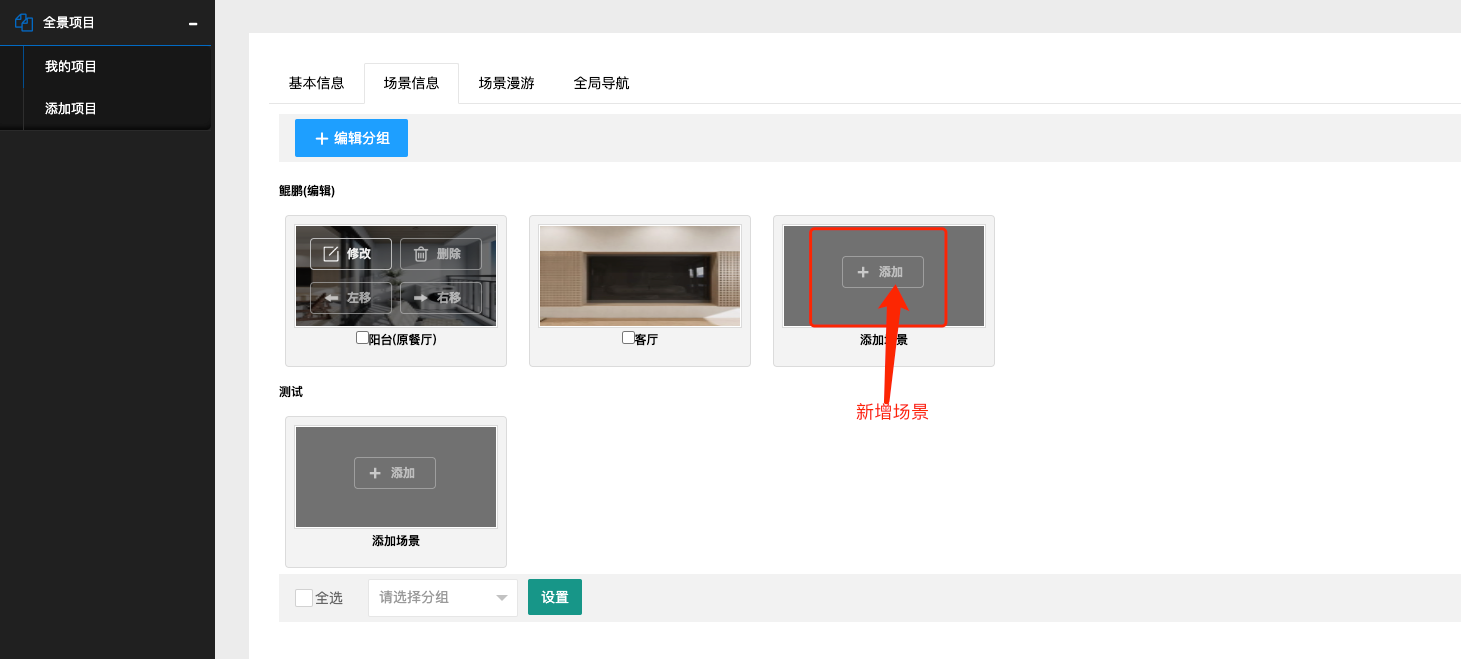 全景项目
我的项目
添加项目
基本信息 场景信息 场景漫游 全局导航
编辑分组
鲲鹏(编辑)
修改 删除
左移 右移
阳台(原餐厅)
客厅
添加
添加场景
新增场景
测试
添加
添加场景
全选 请选择分组 设置